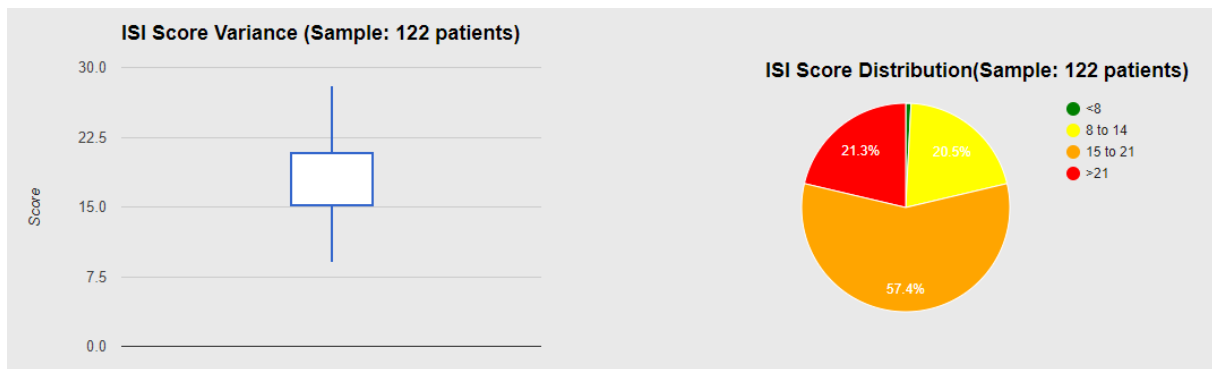 ISI Score Variance (Sample: 122 patients)
30.0
22.5
15.0
7.5
0.0
Score
ISI Score Distribution(Sample: 122 patients)
<8
8 to 14
15 to 21
>21
21.3%
20.5%
57.4%